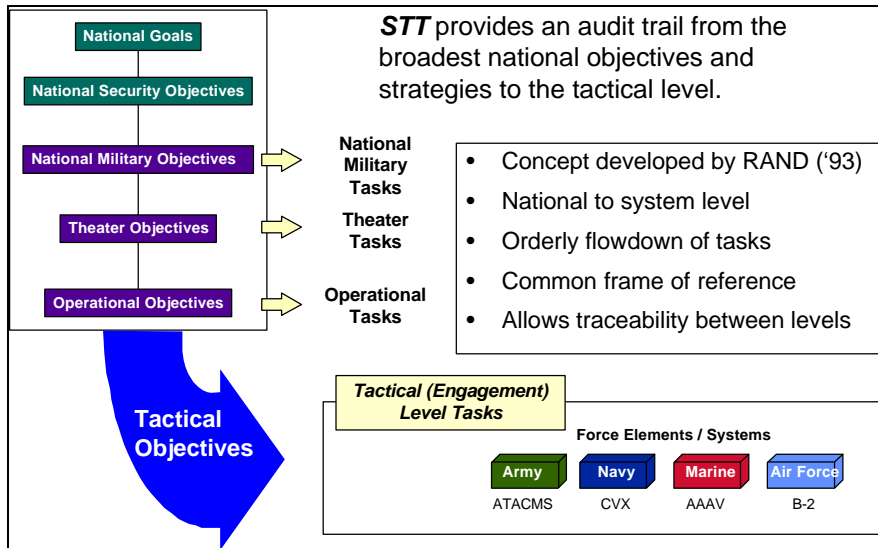 National Goals
National Security Objectives
National Military Objectives
Theater Objectives
Operational Objectives
STT provides an audit trail from the
broadest national objectives and
strategies to the tactical level.
National
Military
Tasks
Theater
Tasks
Operational
Tasks
• Concept developed by RAND (‘93)
• National to system level
• Orderly flowdown of tasks
• Common frame of reference
• Allows traceability between levels
Tactical
Objectives
Tactical (Engagement)
Level Tasks
Force Elements / Systems
Army Navy Marine Air Force
ATACMS CVX AAAV B-2